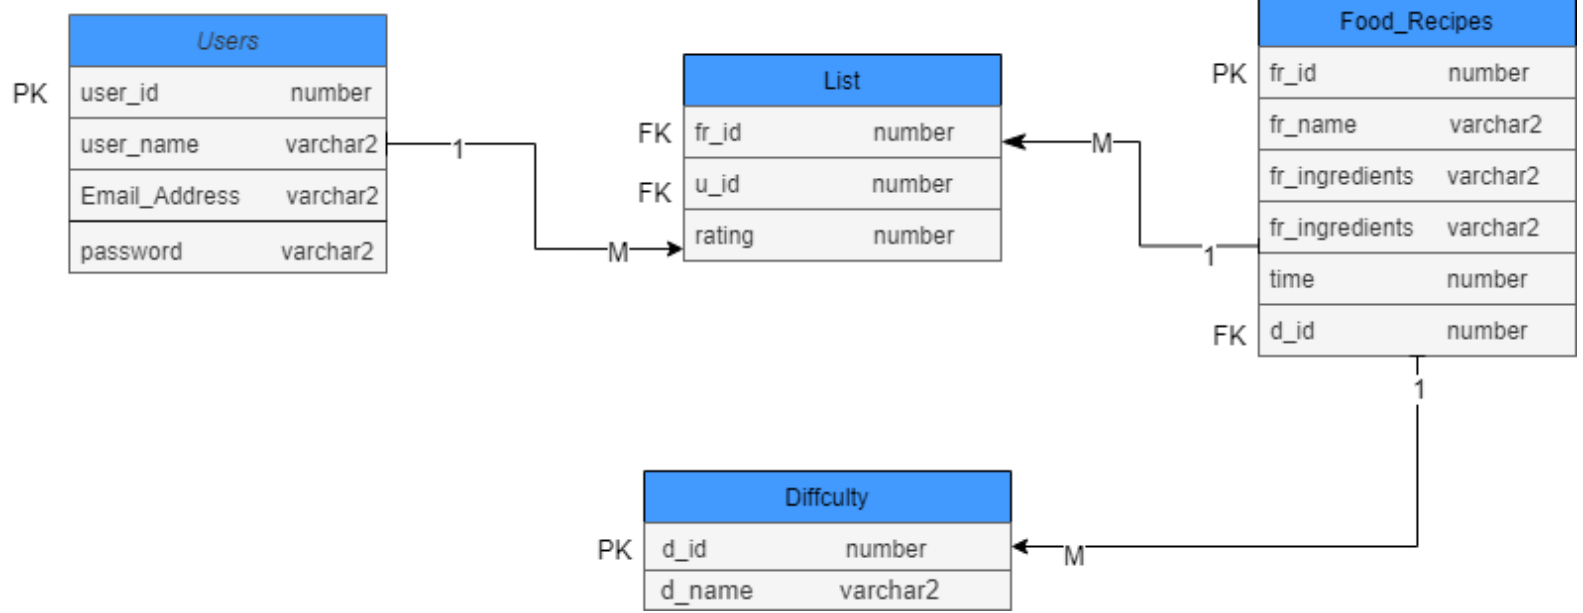 Users
PK user_id number
user_name varchar2
Email_Address varchar2
password varchar2
1
M
List
FK fr_id number
FK u_id number
rating number
M
1
Food_Recipes
PK fr_id number
fr_name varchar2
fr_ingredients varchar2
fr_ingredients varchar2
time number
FK d_id number
1
M
Diffculty
PK d_id number
d_name varchar2